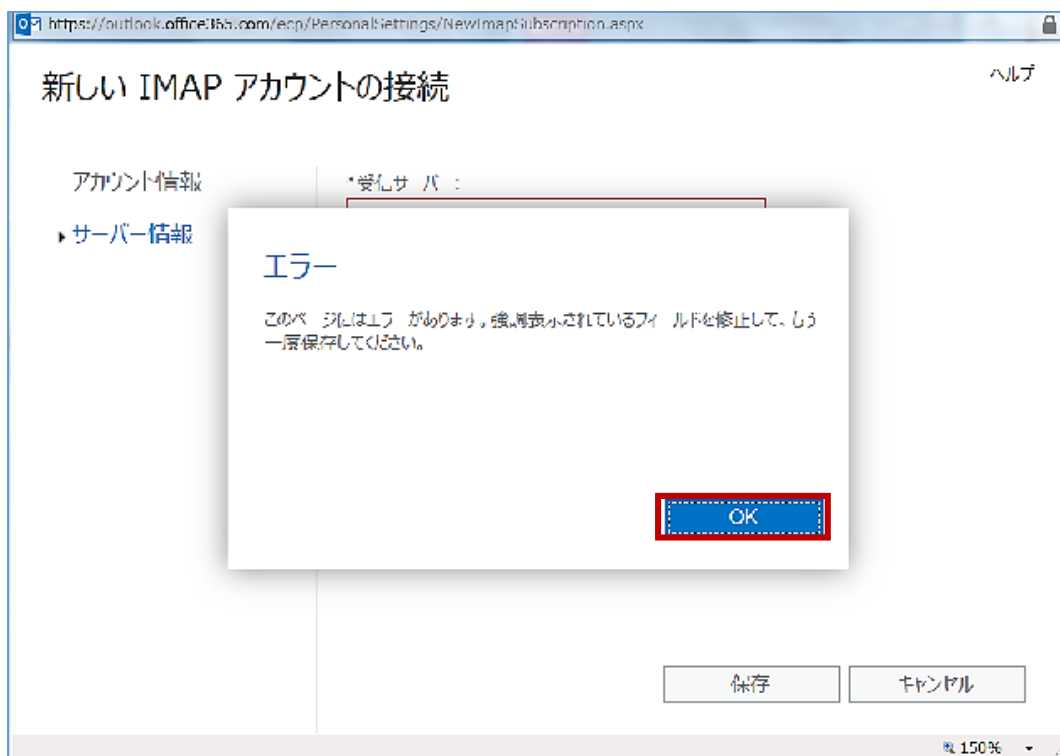 https://outlook.office365.com/ecp/PersonalSettings/NewImapSubscription.aspx
新しい IMAP アカウントの接続
ヘルプ
アカウント情報
サーバー情報
*受信サーバー:
エラー
このページにはエラーがあります。強調表示されているフィールドを修正して、もう
一度保存してください。
OK
保存
キャンセル
150%